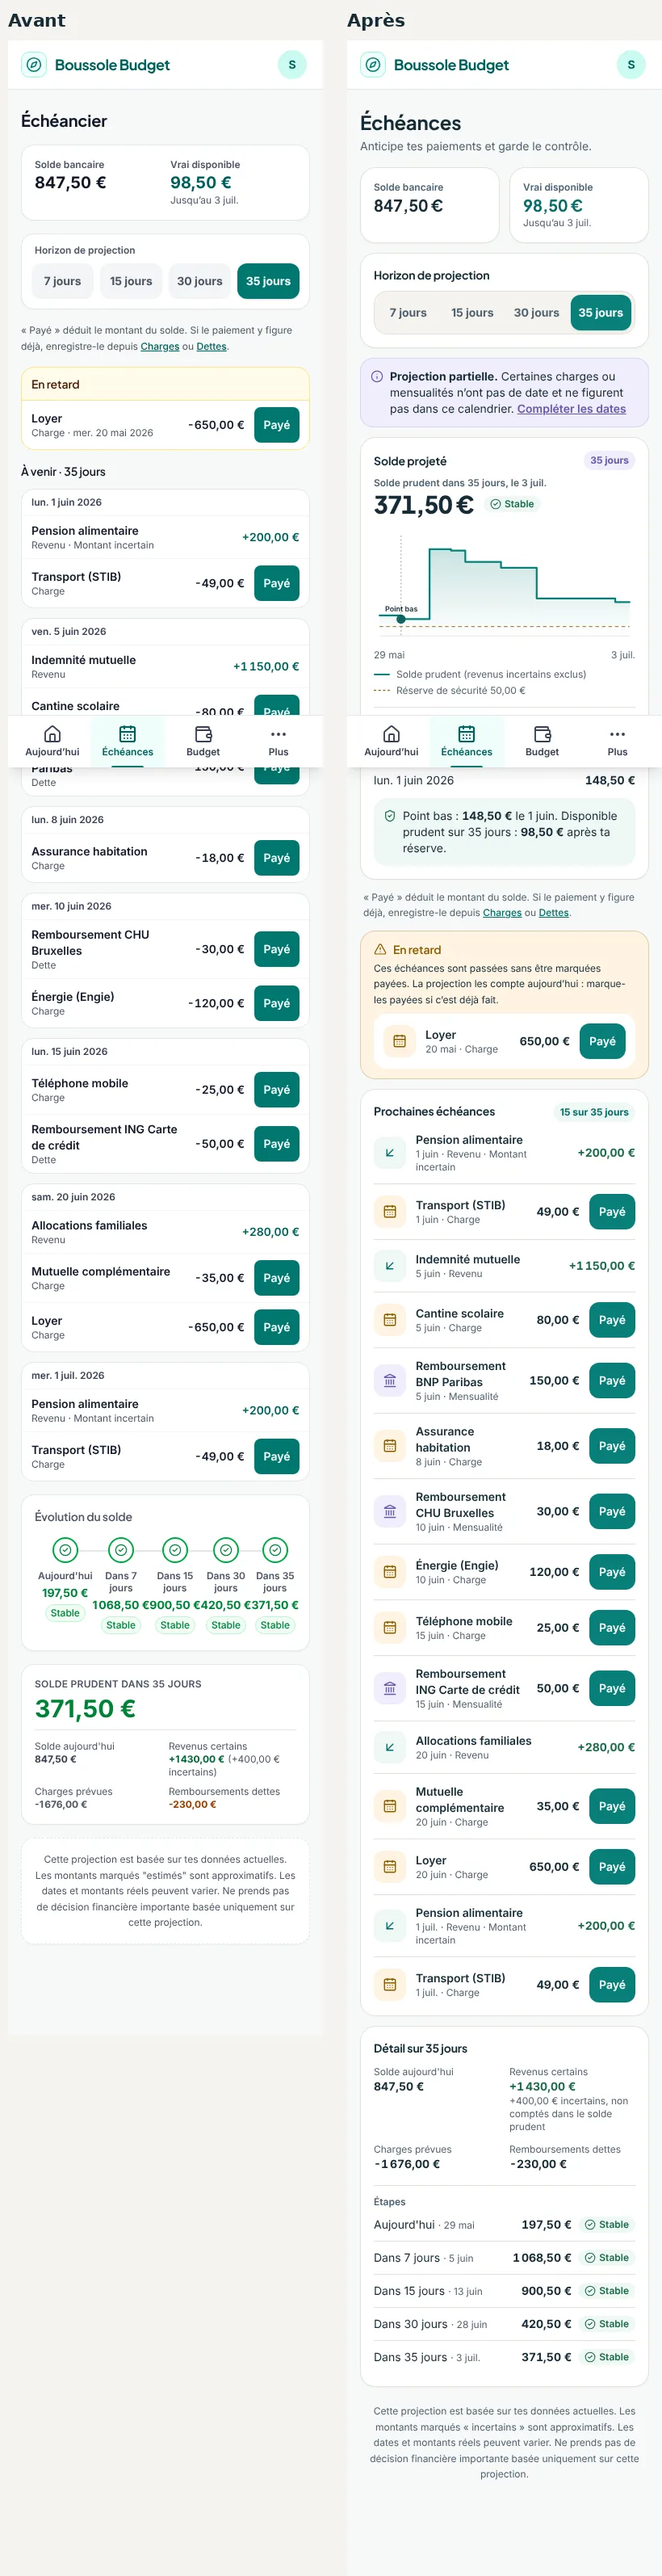 Avant
Boussole Budget
S
Échéancier
Solde bancaire
847,50 €
Vrai disponible
98,50 €
Jusqu'au 3 juil.
Horizon de projection
7 jours
15 jours
30 jours
35 jours
« Payé » déduit le montant du solde. Si le paiement y figure
déjà, enregistre-le depuis Charges ou Dettes.
En retard
Loyer
Charge · mer. 20 mai 2026
-650,00 €
Payé
À venir · 35 jours
lun. 1 juin 2026
Pension alimentaire
Revenu · Montant incertain
+200,00 €
Transport (STIB)
Charge
-49,00 €
Payé
ven. 5 juin 2026
Indemnité mutuelle
Revenu
+1 150,00 €
Cantine scolaire
-80,00 €
Payé
Aujourd'hui
Échéances
Budget
Plus
Paribas
Dette
150,00 €
Payé
lun. 8 juin 2026
Assurance habitation
Charge
-18,00 €
Payé
mer. 10 juin 2026
Remboursement CHU
Bruxelles
Dette
-30,00 €
Payé
Énergie (Engie)
Charge
-120,00 €
Payé
lun. 15 juin 2026
Téléphone mobile
Charge
-25,00 €
Payé
Remboursement ING Carte
de crédit
Dette
-50,00 €
Payé
sam. 20 juin 2026
Allocations familiales
Revenu
+280,00 €
Mutuelle complémentaire
Charge
-35,00 €
Payé
Loyer
Charge
-650,00 €
Payé
mer. 1 juil. 2026
Pension alimentaire
Revenu · Montant incertain
+200,00 €
Transport (STIB)
Charge
-49,00 €
Payé
Évolution du solde
Aujourd'hui
197,50 €
Stable
Dans 7
jours
1 068,50 €
Stable
Dans 15
jours
900,50 €
Stable
Dans 30
jours
420,50 €
Stable
Dans 35
jours
371,50 €
Stable
SOLDE PRUDENT DANS 35 JOURS
371,50 €
Solde aujourd'hui
847,50 €
Revenus certains
+1 430,00 € (+400,00 €
incertains)
Charges prévues
-1 676,00 €
Remboursements dettes
-230,00 €
Cette projection est basée sur tes données actuelles.
Les montants marqués "estimés" sont approximatifs. Les
dates et montants réels peuvent varier. Ne prends pas
de décision financière importante basée uniquement sur
cette projection.
Après
Boussole Budget
S
Échéances
Anticipe tes paiements et garde le contrôle.
Solde bancaire
847,50 €
Vrai disponible
98,50 €
Jusqu'au 3 juil.
Horizon de projection
7 jours
15 jours
30 jours
35 jours
Projection partielle. Certaines charges ou
mensualités n'ont pas de date et ne figurent
pas dans ce calendrier. Compléter les dates
Solde projeté
35 jours
Solde prudent dans 35 jours, le 3 juil.
371,50 €
Stable
Point bas
29 mai
3 juil.
Solde prudent (revenus incertains exclus)
Réserve de sécurité 50,00 €
Aujourd'hui
Échéances
Budget
Plus
lun. 1 juin 2026
148,50 €
Point bas : 148,50 € le 1 juin. Disponible
prudent sur 35 jours : 98,50 € après ta
réserve.
« Payé » déduit le montant du solde. Si le paiement y figure
déjà, enregistre-le depuis Charges ou Dettes.
En retard
Ces échéances sont passées sans être marquées
payées. La projection les compte aujourd'hui : marque-
les payées si c'est déjà fait.
Loyer
20 mai · Charge
650,00 €
Payé
Prochaines échéances
15 sur 35 jours
Pension alimentaire
1 juin · Revenu · Montant
incertain
+200,00 €
Transport (STIB)
1 juin · Charge
49,00 €
Payé
Indemnité mutuelle
5 juin · Revenu
+1 150,00 €
Cantine scolaire
5 juin · Charge
80,00 €
Payé
Remboursement
BNP Paribas
5 juin · Mensualité
150,00 €
Payé
Assurance
habitation
8 juin · Charge
18,00 €
Payé
Remboursement
CHU Bruxelles
10 juin · Mensualité
30,00 €
Payé
Énergie (Engie)
10 juin · Charge
120,00 €
Payé
Téléphone mobile
15 juin · Charge
25,00 €
Payé
Remboursement
ING Carte de crédit
15 juin · Mensualité
50,00 €
Payé
Allocations familiales
20 juin · Revenu
+280,00 €
Mutuelle
complémentaire
20 juin · Charge
35,00 €
Payé
Loyer
20 juin · Charge
650,00 €
Payé
Pension alimentaire
1 juil. · Revenu · Montant
incertain
+200,00 €
Transport (STIB)
1 juil. · Charge
49,00 €
Payé
Détail sur 35 jours
Solde aujourd'hui
847,50 €
Revenus certains
+1 430,00 €
+400,00 € incertains, non
comptés dans le solde
prudent
Charges prévues
-1 676,00 €
Remboursements dettes
-230,00 €
Étapes
Aujourd'hui · 29 mai
197,50 €
Stable
Dans 7 jours · 5 juin
1 068,50 €
Stable
Dans 15 jours · 13 juin
900,50 €
Stable
Dans 30 jours · 28 juin
420,50 €
Stable
Dans 35 jours · 3 juil.
371,50 €
Stable
Cette projection est basée sur tes données actuelles. Les
montants marqués « incertains » sont approximatifs. Les
dates et montants réels peuvent varier. Ne prends pas de
décision financière importante basée uniquement sur cette
projection.